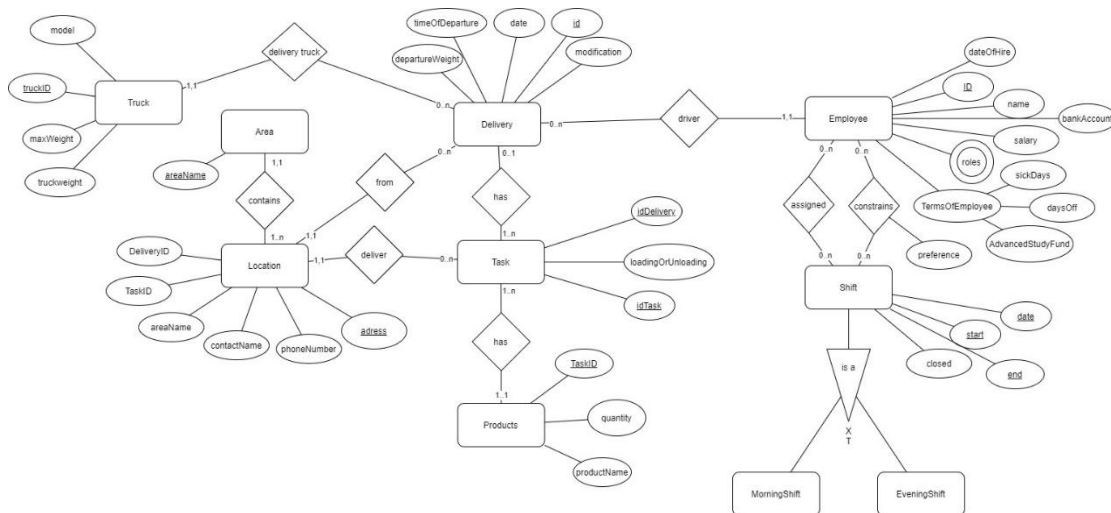 model
truckID
maxWeight
truckweight
Truck
1,1
delivery truck
0..n
timeOfDeparture
date
id
departureWeight
modification
Delivery
0..n
driver
1,1
Employee
dateOfHire
ID
name
bankAccount
salary
roles
sickDays
TermsOfEmployee
daysOff
AdvancedStudyFund
Area
areaName
1,1
contains
1..n
0..n
from
1,1
0..1
has
1..n
0..n
assigned
0..n
0..n
constrains
0..n
preference
Location
DeliveryID
TaskID
areaName
contactName
phoneNumber
adress
1,1
deliver
0..n
Task
idDelivery
loadingOrUnloading
idTask
1..n
has
1..1
Products
TaskID
quantity
productName
Shift
date
start
end
closed
is a
X
T
MorningShift
EveningShift